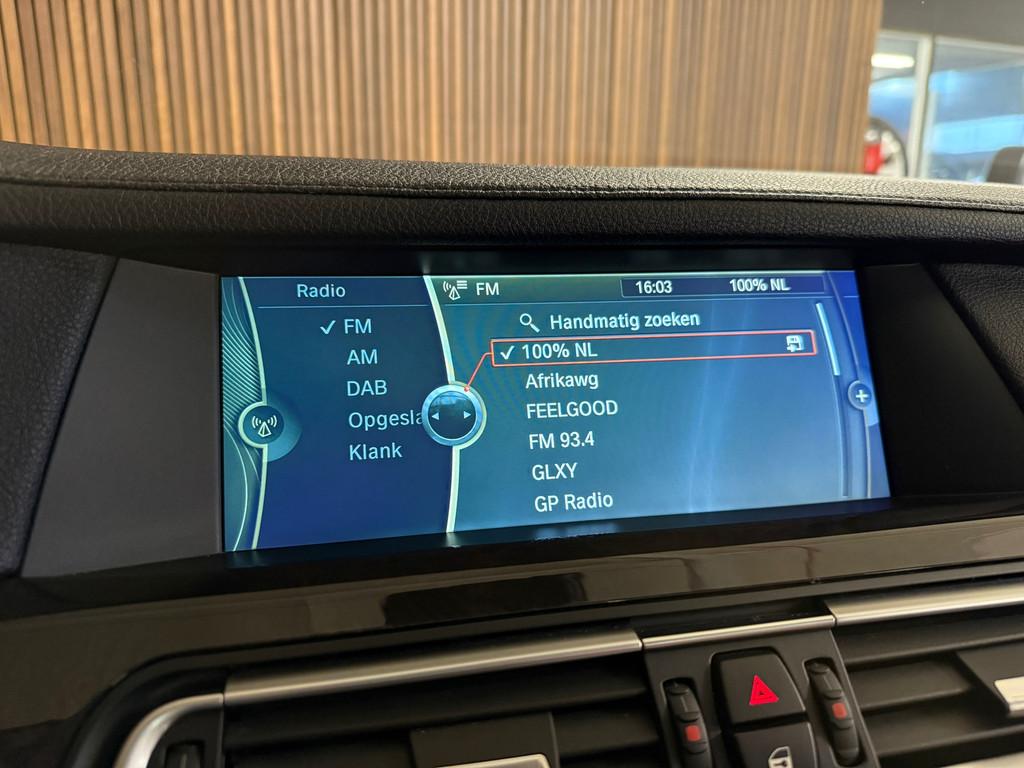 Radio
FM
AM
DAB
Opgesla
Klank
FM 16:03 100% NL
Handmatig zoeken
100% NL
Afrikawg
FEELGOOD
FM 93.4
GLXY
GP Radio